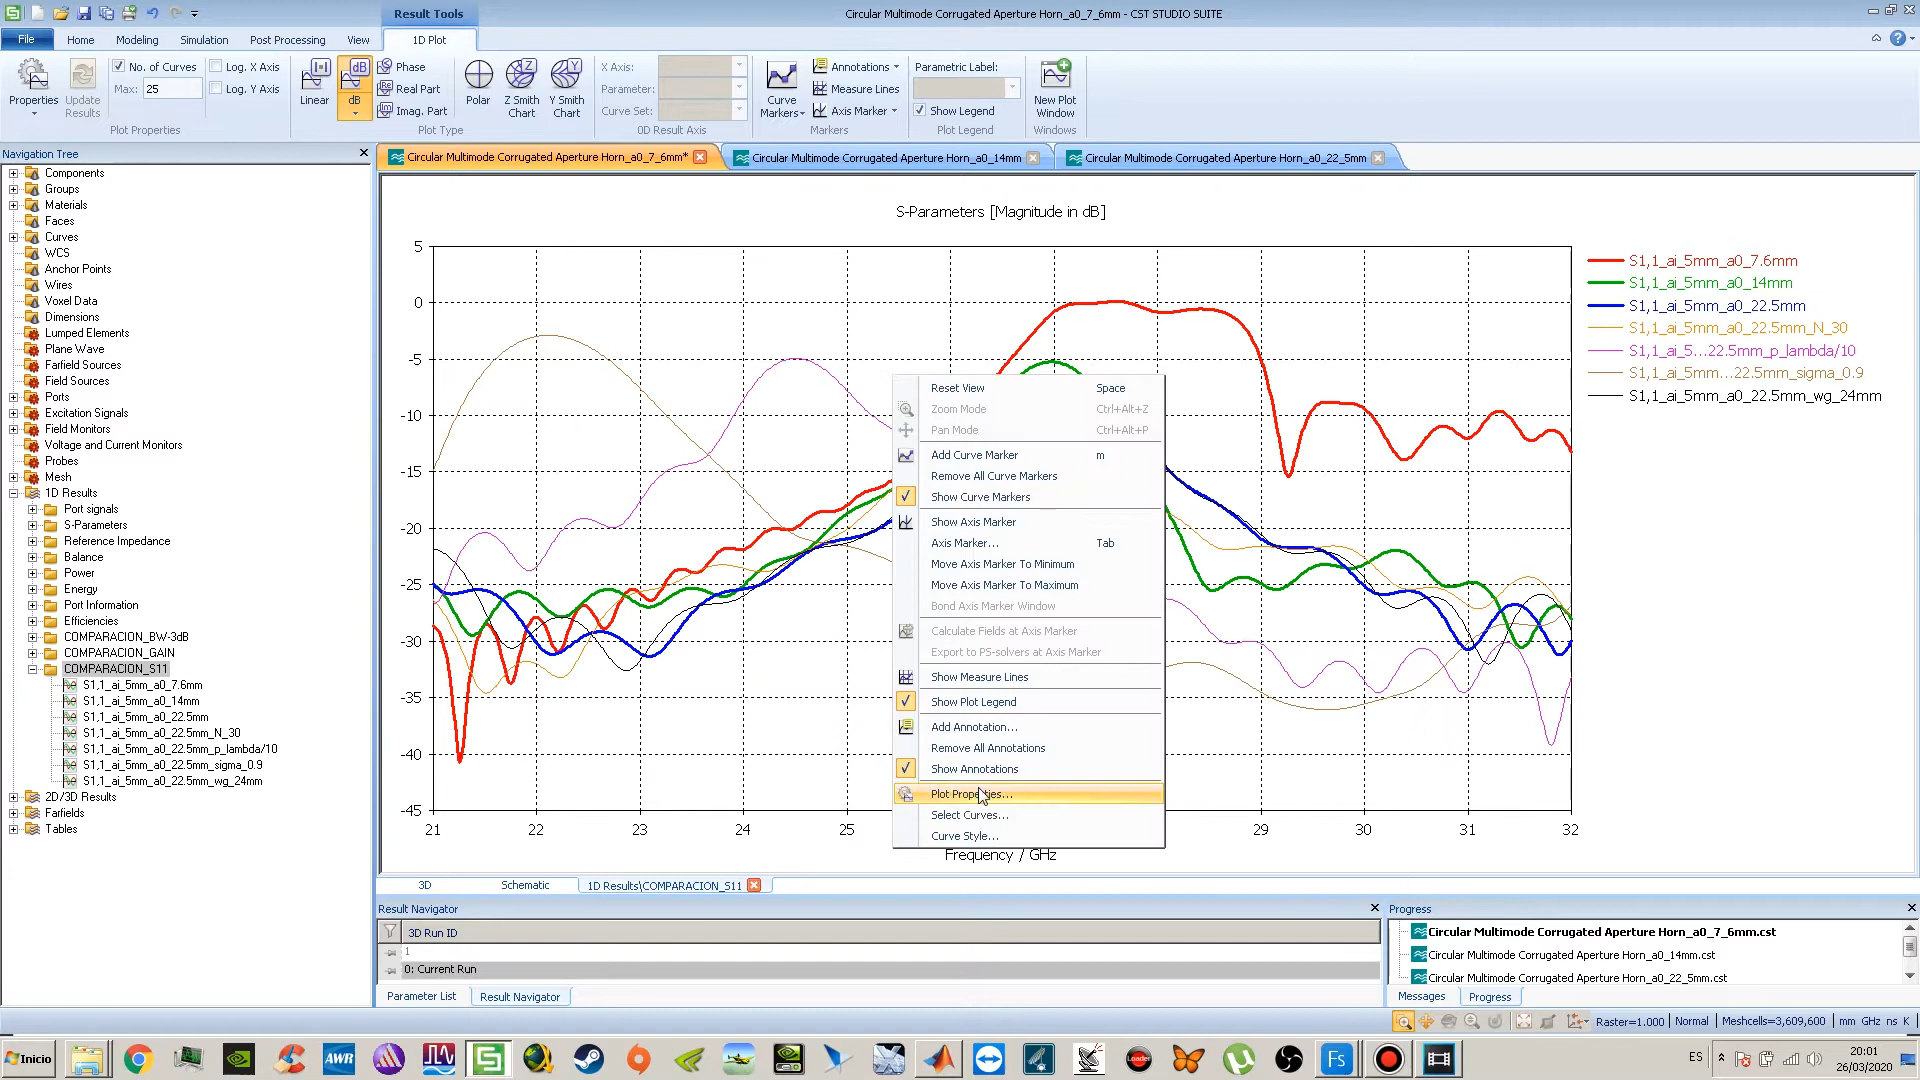 Result Tools
Circular Multimode Corrugated Aperture Horn_a0_7_6mm - CST STUDIO SUITE
File
Home
Modeling
Simulation
Post Processing
View
1D Plot
Properties
Update Results
No. of Curves
Max: 25
Log. X Axis
Log. Y Axis
Plot Properties
Linear
dB
Phase
Real Part
Imag. Part
Polar
Z Smith Chart
Y Smith Chart
Plot Type
X Axis:
Parameter:
Curve Set:
0D Result Axis
Curve Markers
Annotations
Measure Lines
Axis Marker
Markers
Parametric Label:
Show Legend
Plot Legend
New Plot Window
Windows
Navigation Tree
Components
Groups
Materials
Faces
Curves
WCS
Anchor Points
Wires
Voxel Data
Dimensions
Lumped Elements
Plane Wave
Farfield Sources
Field Sources
Ports
Excitation Signals
Field Monitors
Voltage and Current Monitors
Probes
Mesh
1D Results
Port signals
S-Parameters
Reference Impedance
Balance
Power
Energy
Port Information
Efficiencies
COMPARACION_BW-3dB
COMPARACION_GAIN
COMPARACION_S11
S1,1_ai_5mm_a0_7.6mm
S1,1_ai_5mm_a0_14mm
S1,1_ai_5mm_a0_22.5mm
S1,1_ai_5mm_a0_22.5mm_N_30
S1,1_ai_5mm_a0_22.5mm_p_lambda/10
S1,1_ai_5mm_a0_22.5mm_sigma_0.9
S1,1_ai_5mm_a0_22.5mm_wg_24mm
2D/3D Results
Farfields
Tables
Circular Multimode Corrugated Aperture Horn_a0_7_6mm*
Circular Multimode Corrugated Aperture Horn_a0_14mm
Circular Multimode Corrugated Aperture Horn_a0_22_5mm
S-Parameters [Magnitude in dB]
5
0
-5
-10
-15
-20
-25
-30
-35
-40
-45
21
22
23
24
25
29
30
31
32
Frequency / GHz
S1,1_ai_5mm_a0_7.6mm
S1,1_ai_5mm_a0_14mm
S1,1_ai_5mm_a0_22.5mm
S1,1_ai_5mm_a0_22.5mm_N_30
S1,1_ai_5...22.5mm_p_lambda/10
S1,1_ai_5mm...22.5mm_sigma_0.9
S1,1_ai_5mm_a0_22.5mm_wg_24mm
Reset View Space
Zoom Mode Ctrl+Alt+Z
Pan Mode Ctrl+Alt+P
Add Curve Marker m
Remove All Curve Markers
Show Curve Markers
Show Axis Marker
Axis Marker... Tab
Move Axis Marker To Minimum
Move Axis Marker To Maximum
Bond Axis Marker Window
Calculate Fields at Axis Marker
Export to PS-solvers at Axis Marker
Show Measure Lines
Show Plot Legend
Add Annotation...
Remove All Annotations
Show Annotations
Plot Properties...
Select Curves...
Curve Style...
3D
Schematic
1D Results\COMPARACION_S11
Result Navigator
3D Run ID
1
0: Current Run
Parameter List
Result Navigator
Progress
Circular Multimode Corrugated Aperture Horn_a0_7_6mm.cst
Circular Multimode Corrugated Aperture Horn_a0_14mm.cst
Circular Multimode Corrugated Aperture Horn_a0_22_5mm.cst
Messages
Progress
Raster=1.000
Normal
Meshcells=3,609,600
mm GHz ns K
Inicio
AWR
Loader
Fs
ES
20:01
26/03/2020